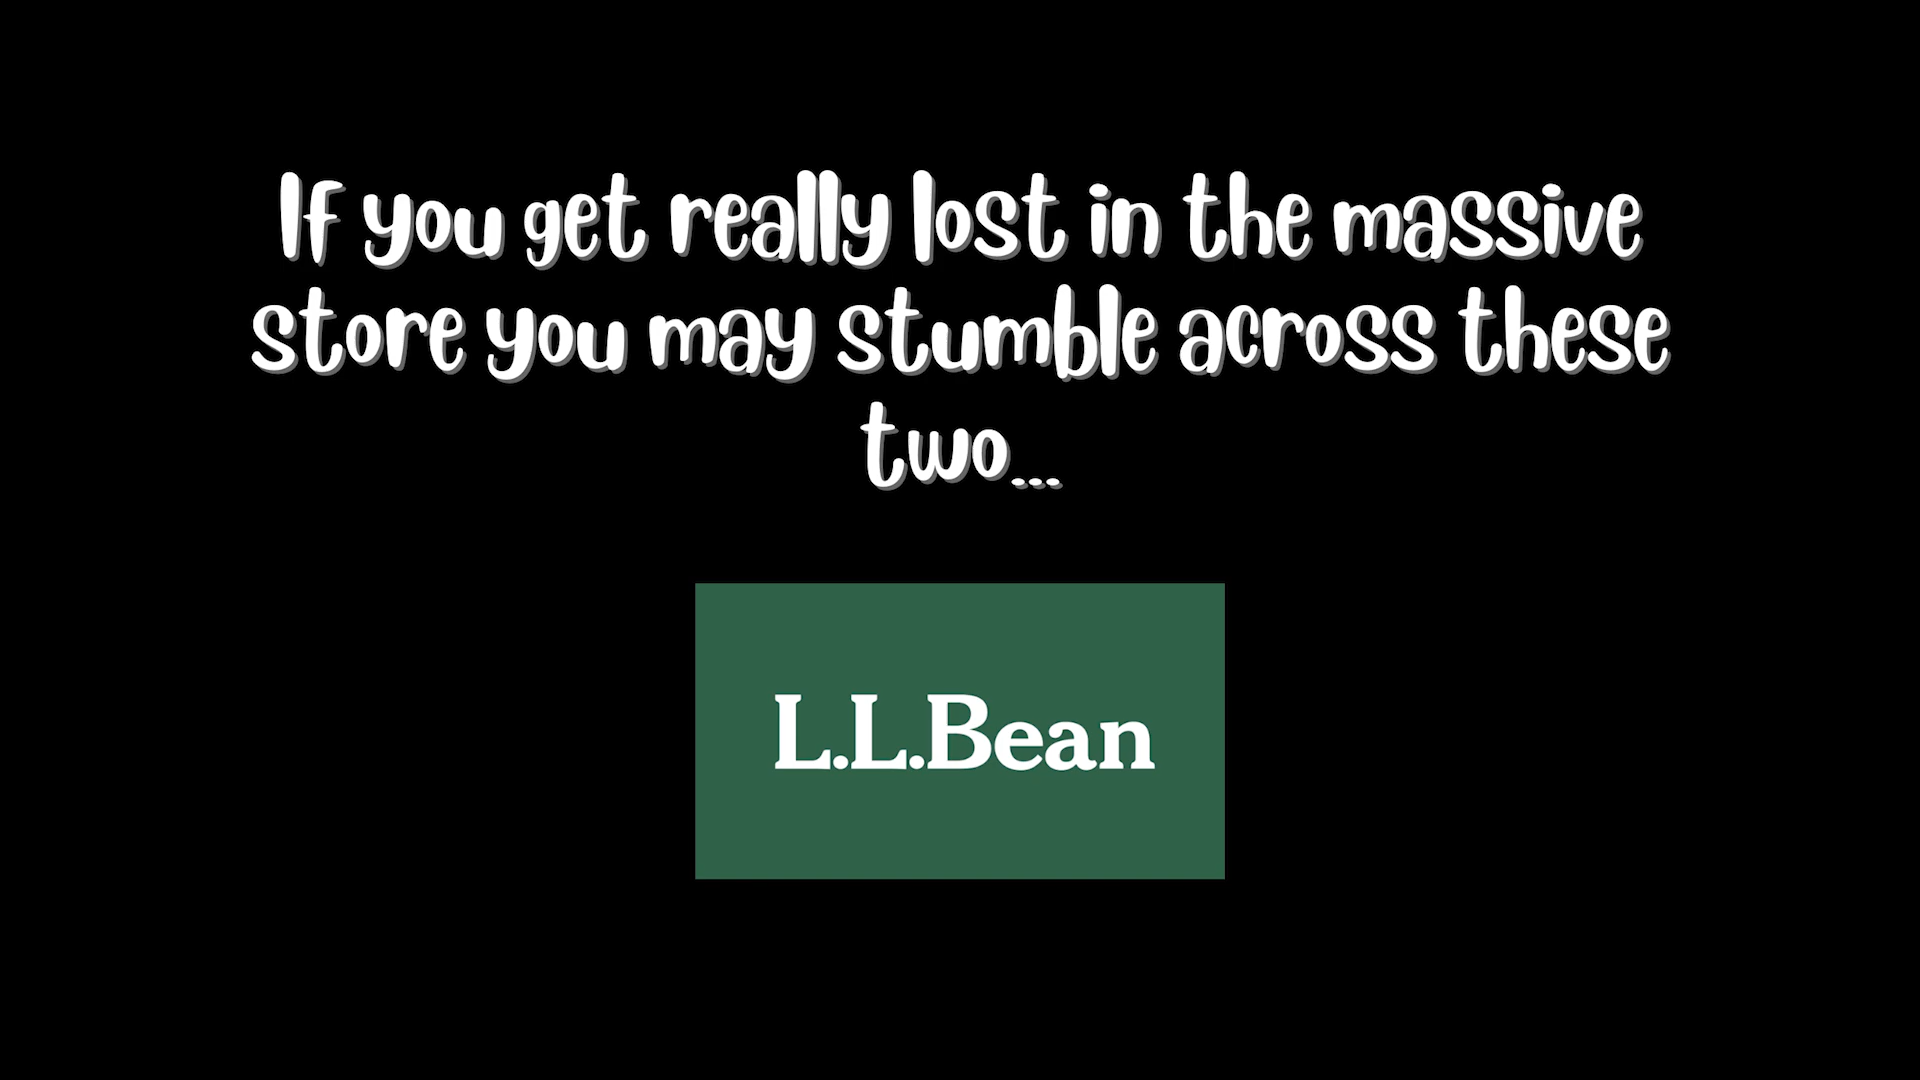 If you get really lost in the massive
store you may stumble across these
two...
L.L.Bean